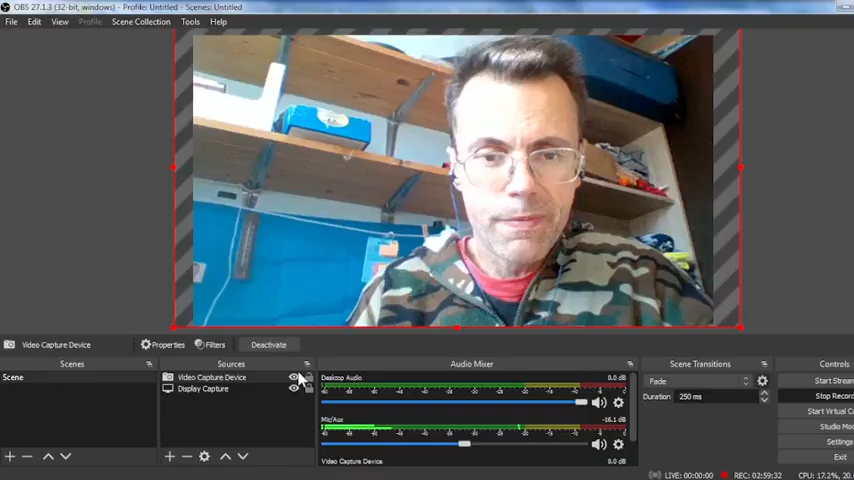 OBS 27.1.3 (32-bit, windows) - Profile: Untitled - Scenes: Untitled
File Edit View Profile Scene Collection Tools Help
Video Capture Device Properties Filters Deactivate
Scenes Sources Audio Mixer Scene Transitions Controls
Scene
Video Capture Device
Display Capture
Desktop Audio 0.0 dB
Mic/Aux -16.1 dB
Video Capture Device 0.0 dB
Fade
Duration 250 ms
Start Stream
Stop Record
Start Virtual C
Studio Mod
Settings
Exit
LIVE: 00:00:00 REC: 02:59:32 CPU: 17.2%, 20.